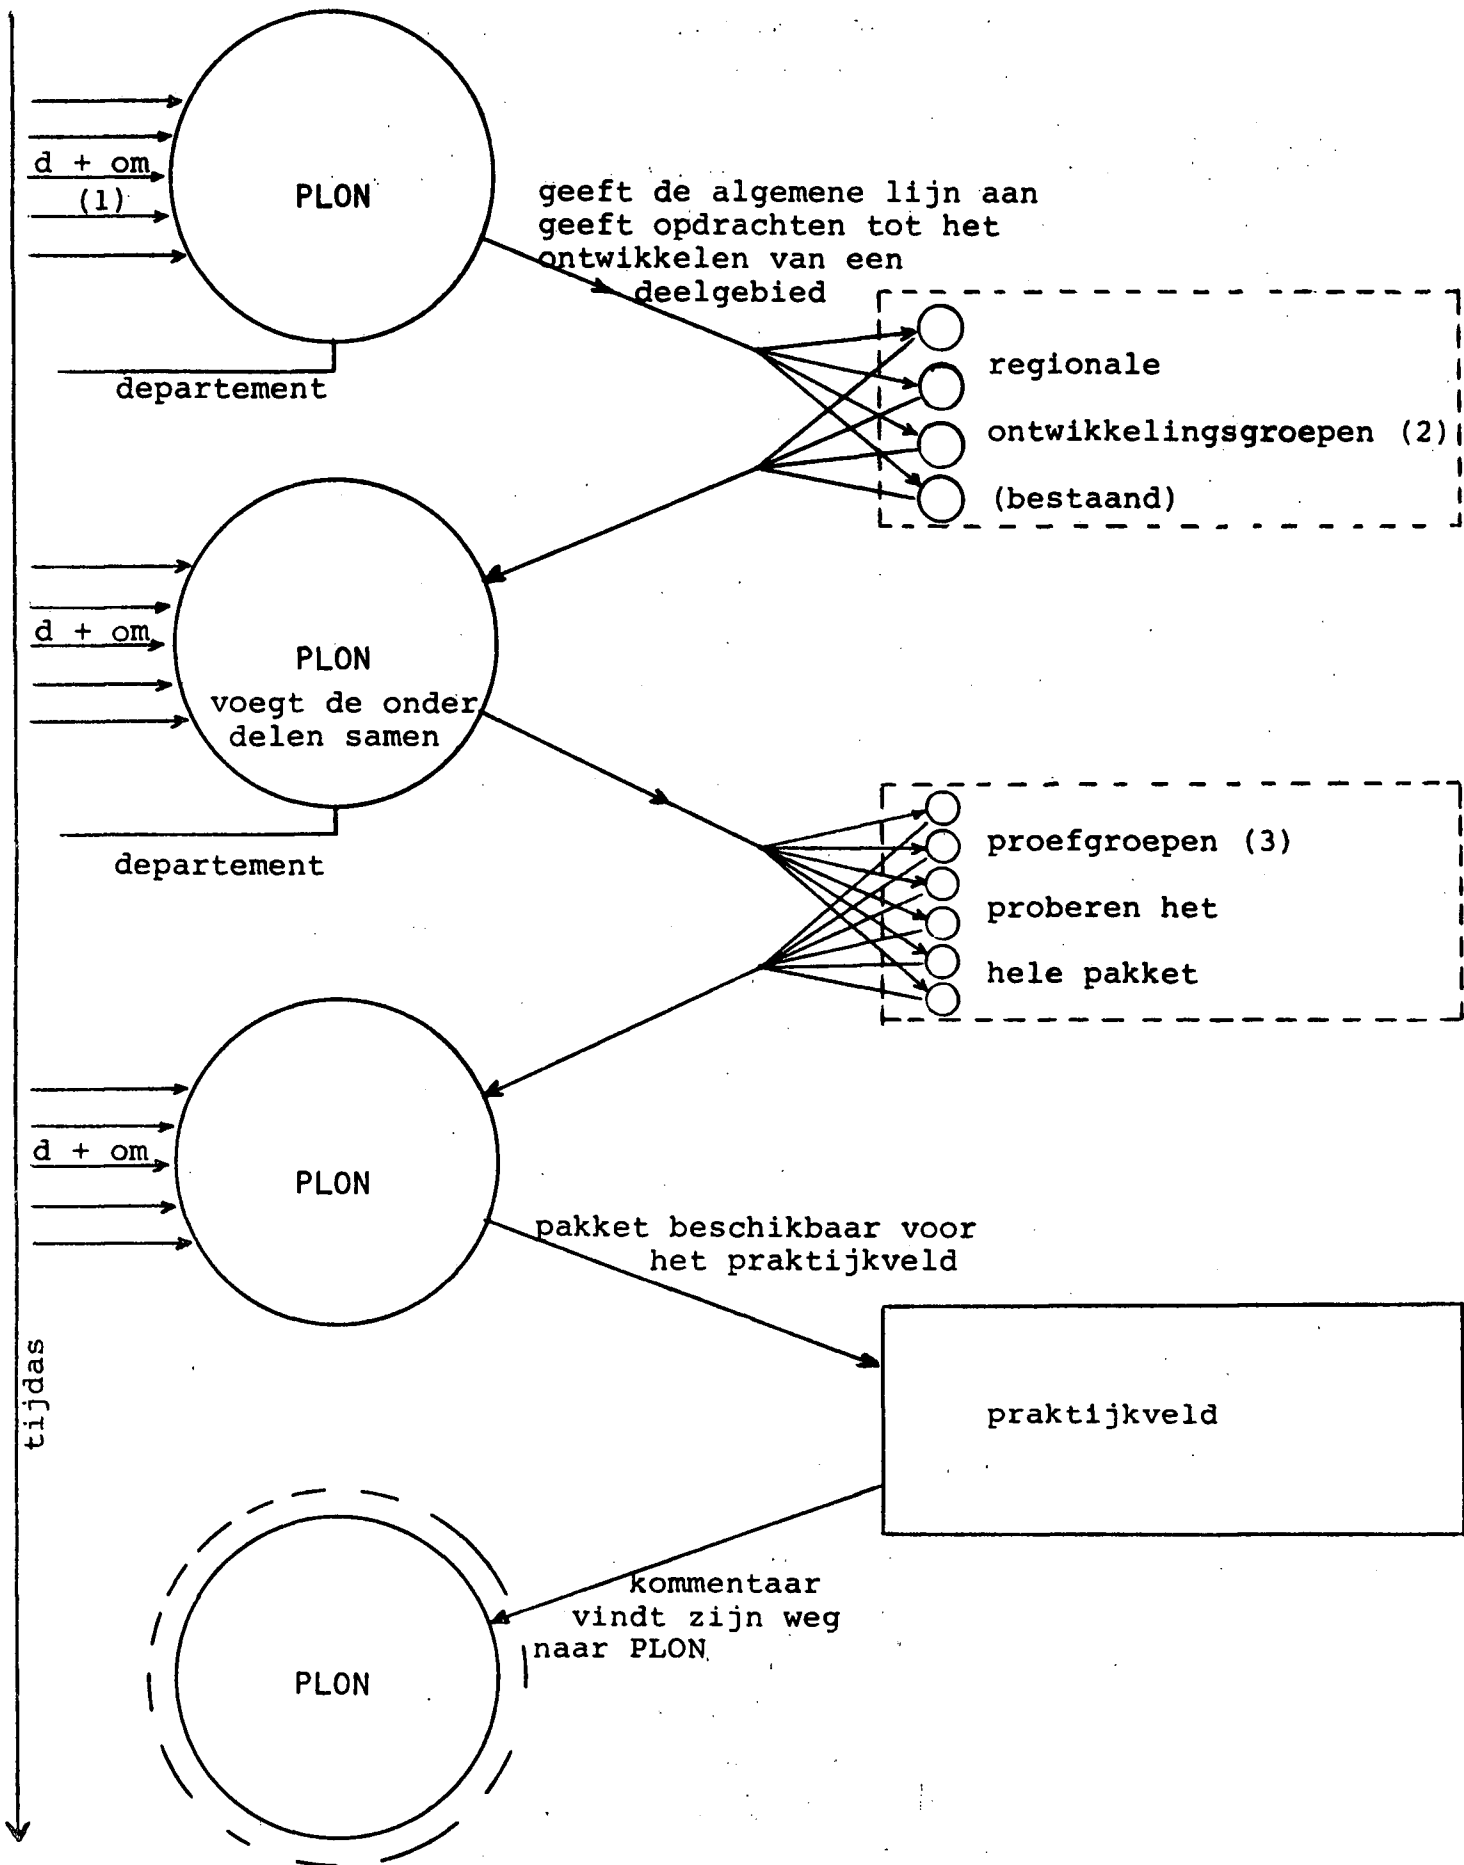 d + om
(1)
PLON
geeft de algemene lijn aan
geeft opdrachten tot het
ontwikkelen van een
deelgebied
departement
regionale
ontwikkelingsgroepen (2)
(bestaand)
d + om
PLON
voegt de onder
delen samen
departement
proefgroepen (3)
proberen het
hele pakket
d + om
PLON
pakket beschikbaar voor
het praktijkveld
tijdas
praktijkveld
kommentaar
vindt zijn weg
naar PLON
PLON